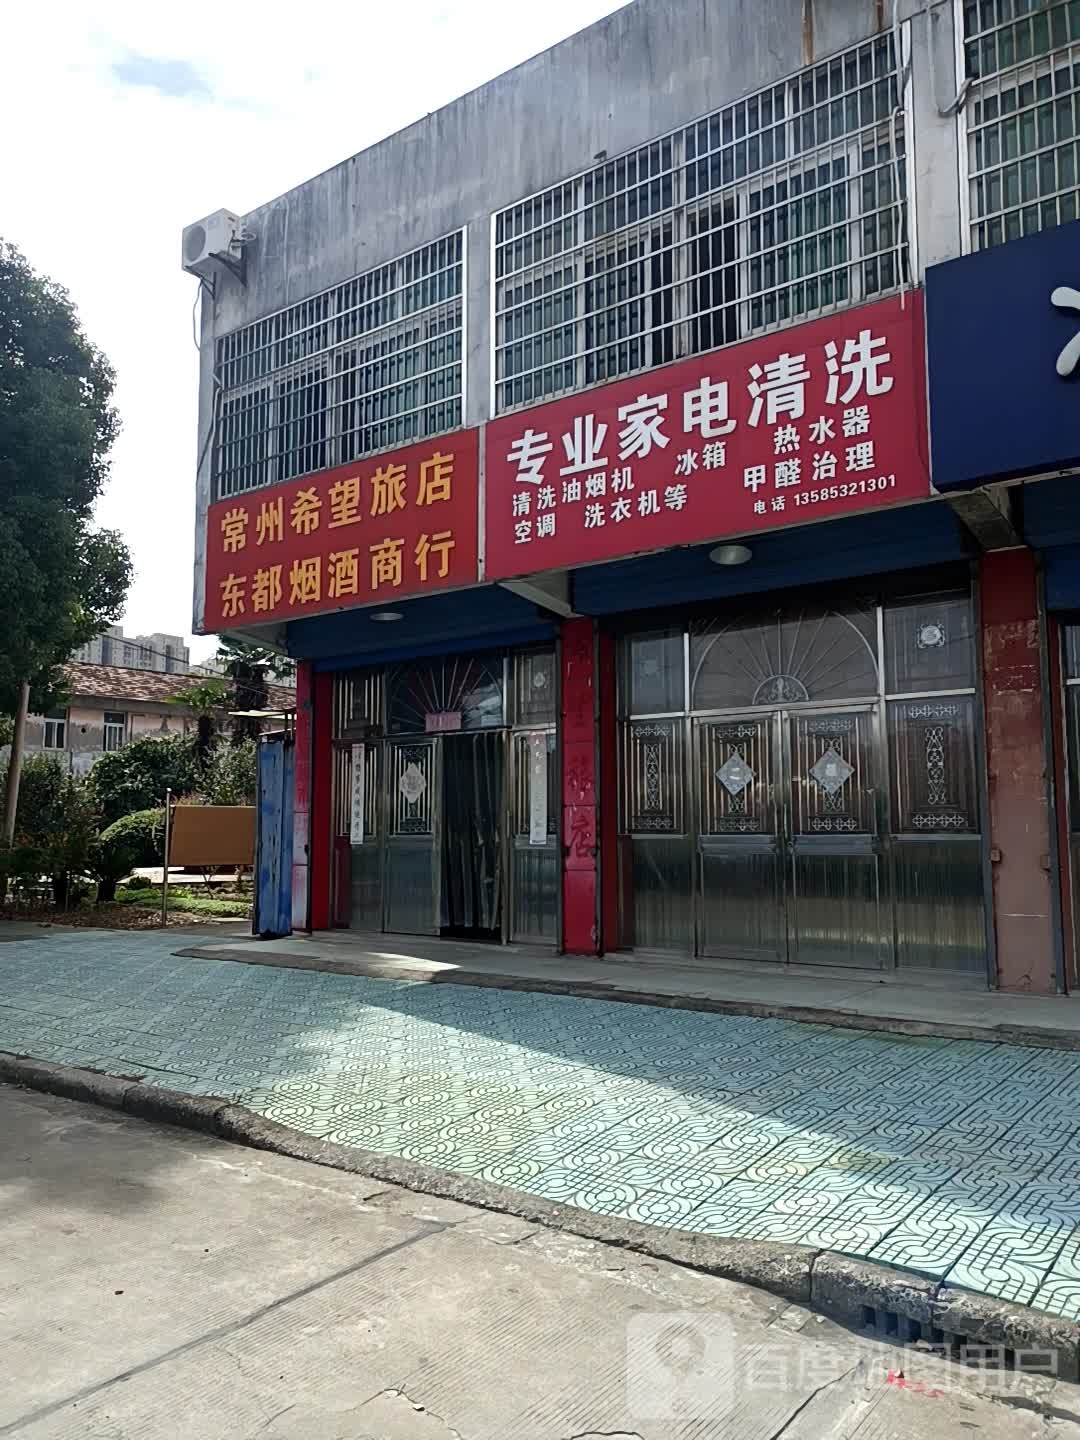 常州希望旅店
东都烟酒商行
专业家电清洗
清洗油烟机 冰箱 热水器
空调 洗衣机等 甲醛治理
电话 13585321301
店
百度地图用户